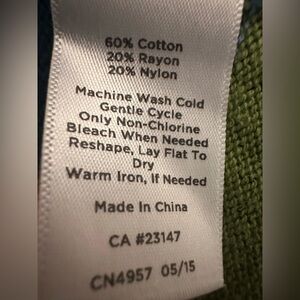 60% Cotton
20% Rayon
20% Nylon
Machine Wash Cold
Gentle Cycle
Only Non-Chlorine
Bleach When Needed
Reshape, Lay Flat To
Dry
Warm Iron, If Needed
Made In China
CA #23147
CN4957 05/15